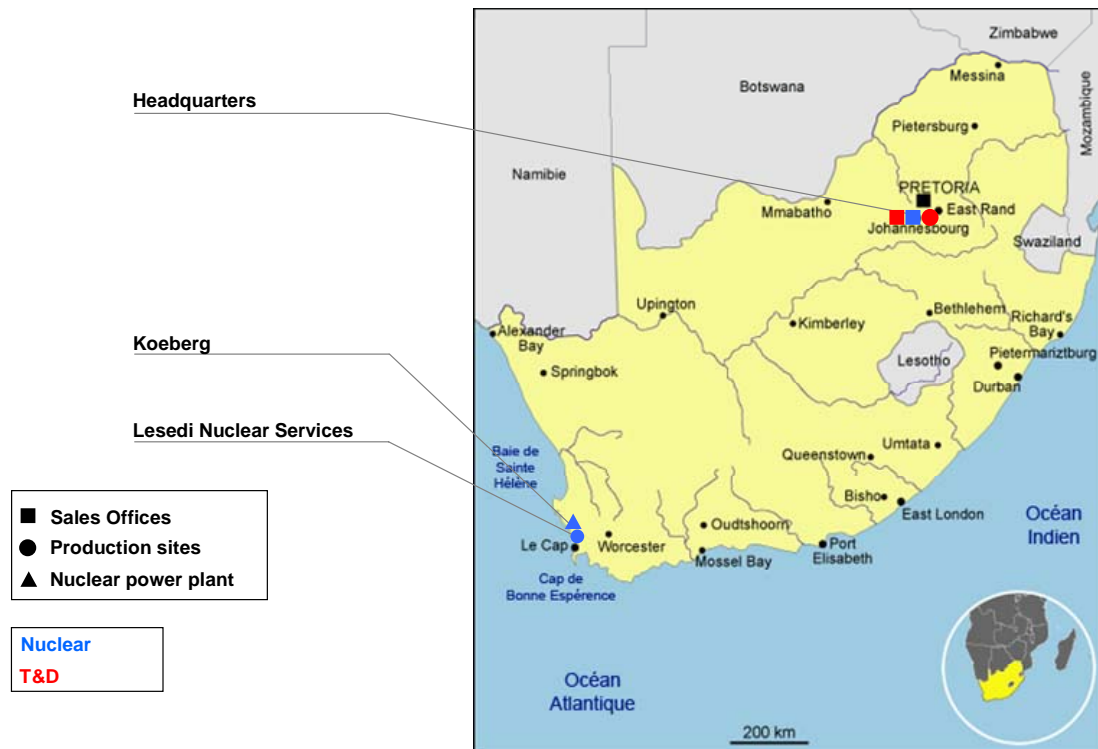 Headquarters
Koeberg
Lesedi Nuclear Services
Sales Offices
Production sites
Nuclear power plant
Nuclear
T&D
Zimbabwe
Messina
Botswana
Mozambique
Pietersburg
Namibie
PRETORIA
Mmabatho
East Rand
Johannesbourg
Swaziland
Upington
Bethlehem
Alexander
Bay
Kimberley
Richard's
Bay
Pietermariztburg
Lesotho
Springbok
Durban
Umtata
Queenstown
Baie de
Sainte
Hélène
Bisho
East London
Océan
Indien
Oudtshoorn
Le Cap
Worcester
Port
Elisabeth
Mossel Bay
Cap de
Bonne Espérence
Océan
Atlantique
200 km